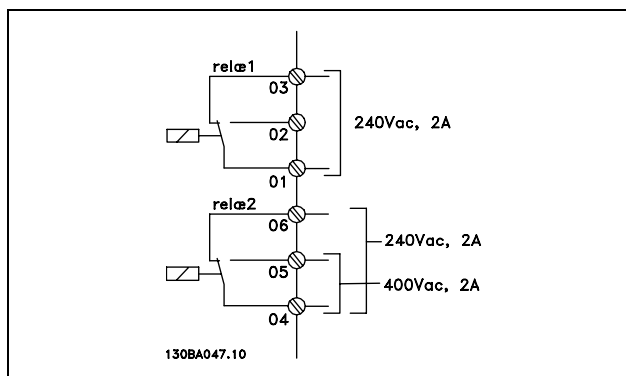 relæ1
03
02
240Vac, 2A
01
relæ2
06
240Vac, 2A
05
400Vac, 2A
04
130BA047.10